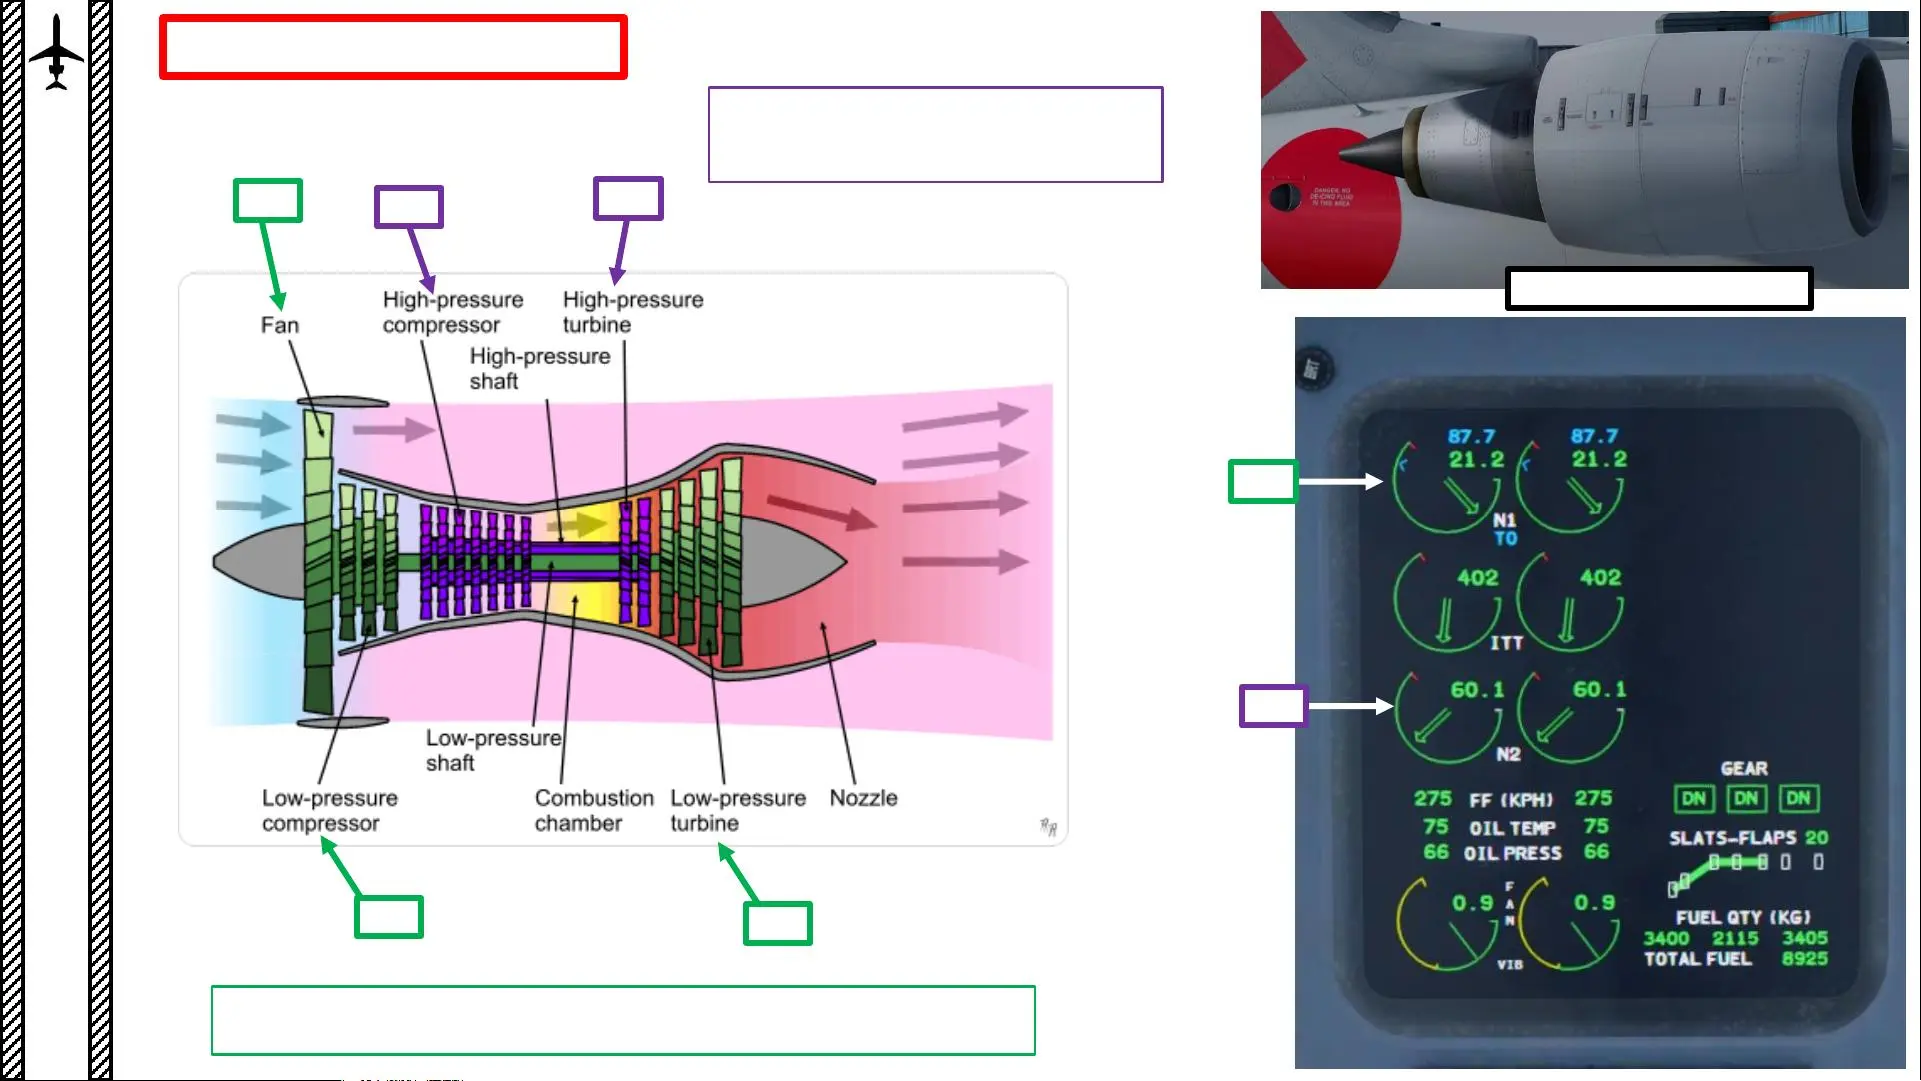 DANGER: NO
DEICING FLUID
IN THIS AREA
High-pressure
compressor
High-pressure
turbine
Fan
High-pressure
shaft
Low-pressure
shaft
Low-pressure
compressor
Combustion
chamber
Low-pressure
turbine
Nozzle
BRT
87.7 87.7
21.2 21.2
N1
TO
402 402
ITT
60.1 60.1
N2
275 FF (KPH) 275
75 OIL TEMP 75
66 OIL PRESS 66
0.9 FAN 0.9
VIB
GEAR
DN DN DN
SLATS-FLAPS 20
FUEL QTY (KG)
3400 2115 3405
TOTAL FUEL 8925